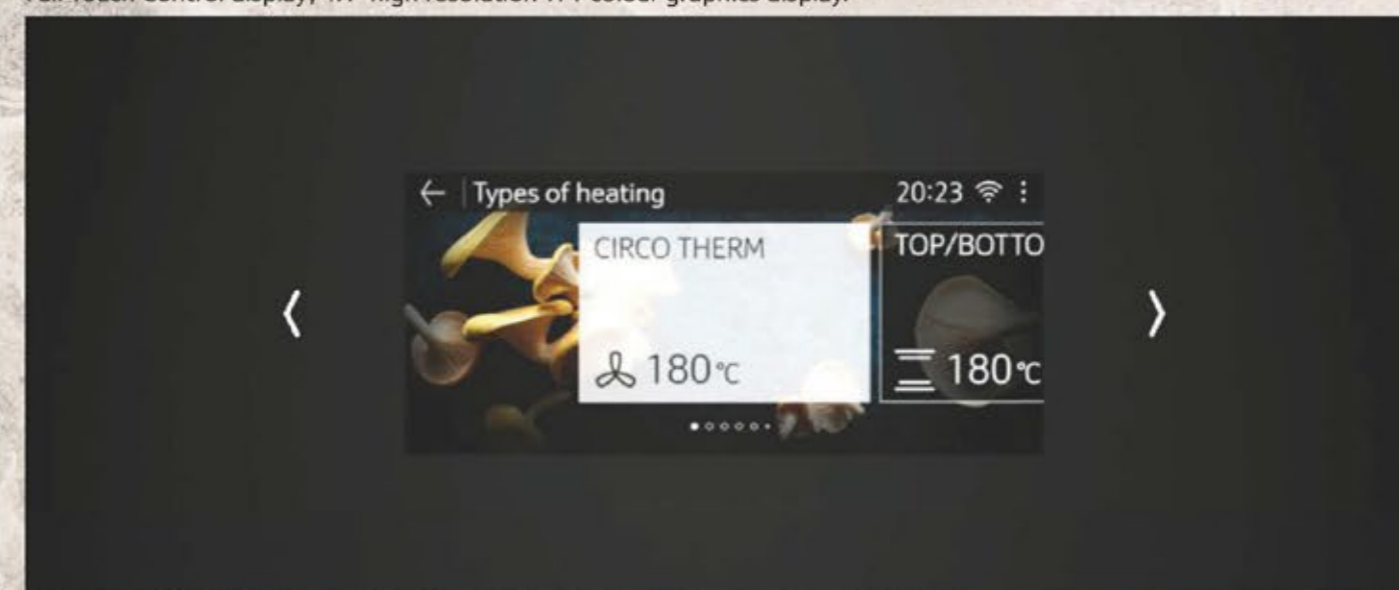 Types of heating
20:23
CIRCO THERM
TOP/BOTTO
180°C
180°C